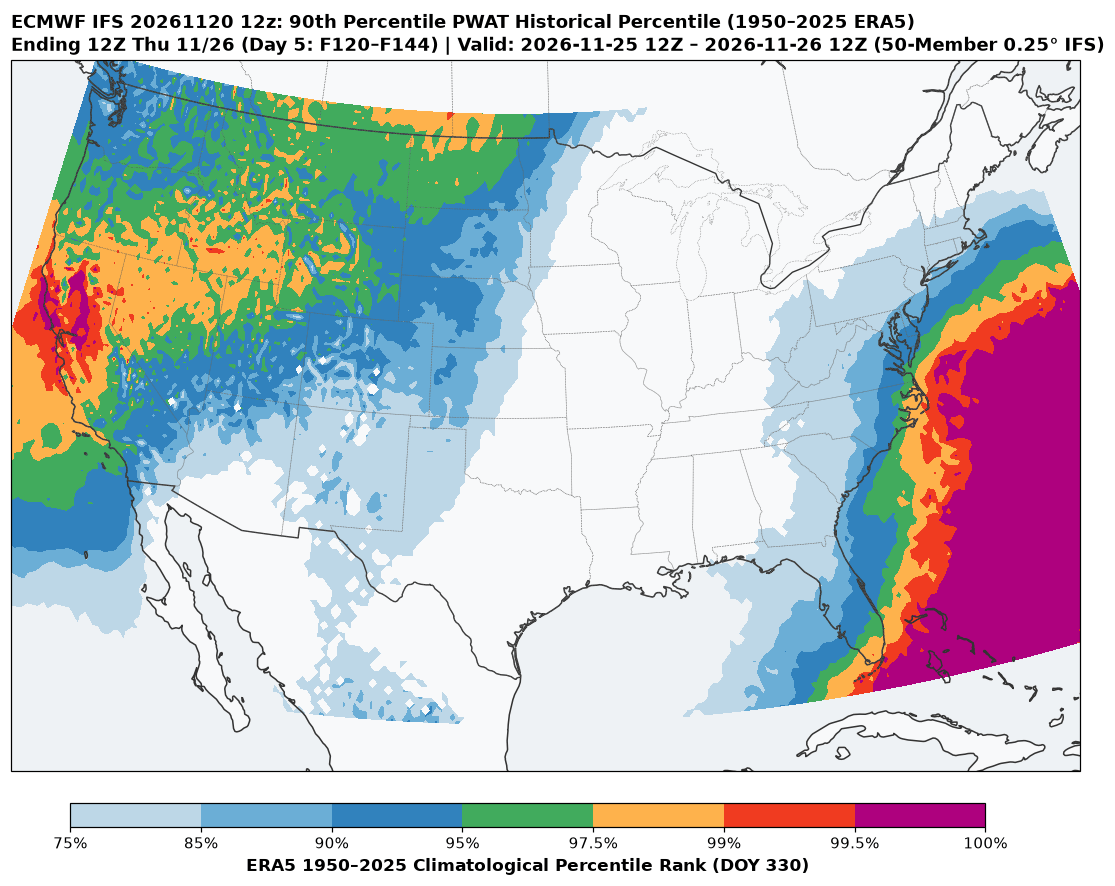 ECMWF IFS 20261120 12z: 90th Percentile PWAT Historical Percentile (1950–2025 ERA5)
Ending 12Z Thu 11/26 (Day 5: F120–F144) | Valid: 2026-11-25 12Z – 2026-11-26 12Z (50-Member 0.25° IFS)
75% 85% 90% 95% 97.5% 99% 99.5% 100%
ERA5 1950–2025 Climatological Percentile Rank (DOY 330)